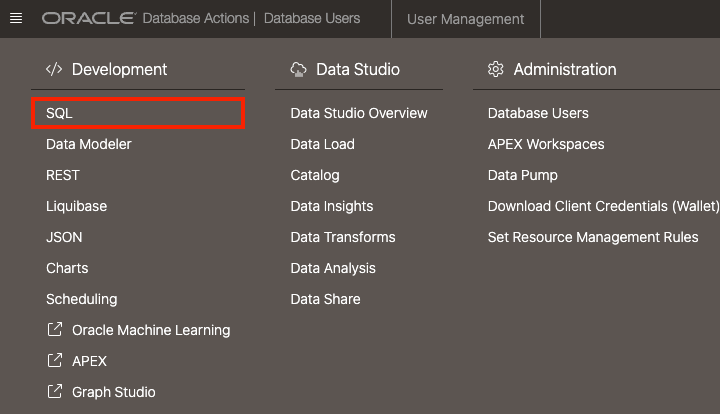 ORACLE Database Actions | Database Users User Management
Development
SQL
Data Modeler
REST
Liquibase
JSON
Charts
Scheduling
Oracle Machine Learning
APEX
Graph Studio
Data Studio
Data Studio Overview
Data Load
Catalog
Data Insights
Data Transforms
Data Analysis
Data Share
Administration
Database Users
APEX Workspaces
Data Pump
Download Client Credentials (Wallet)
Set Resource Management Rules